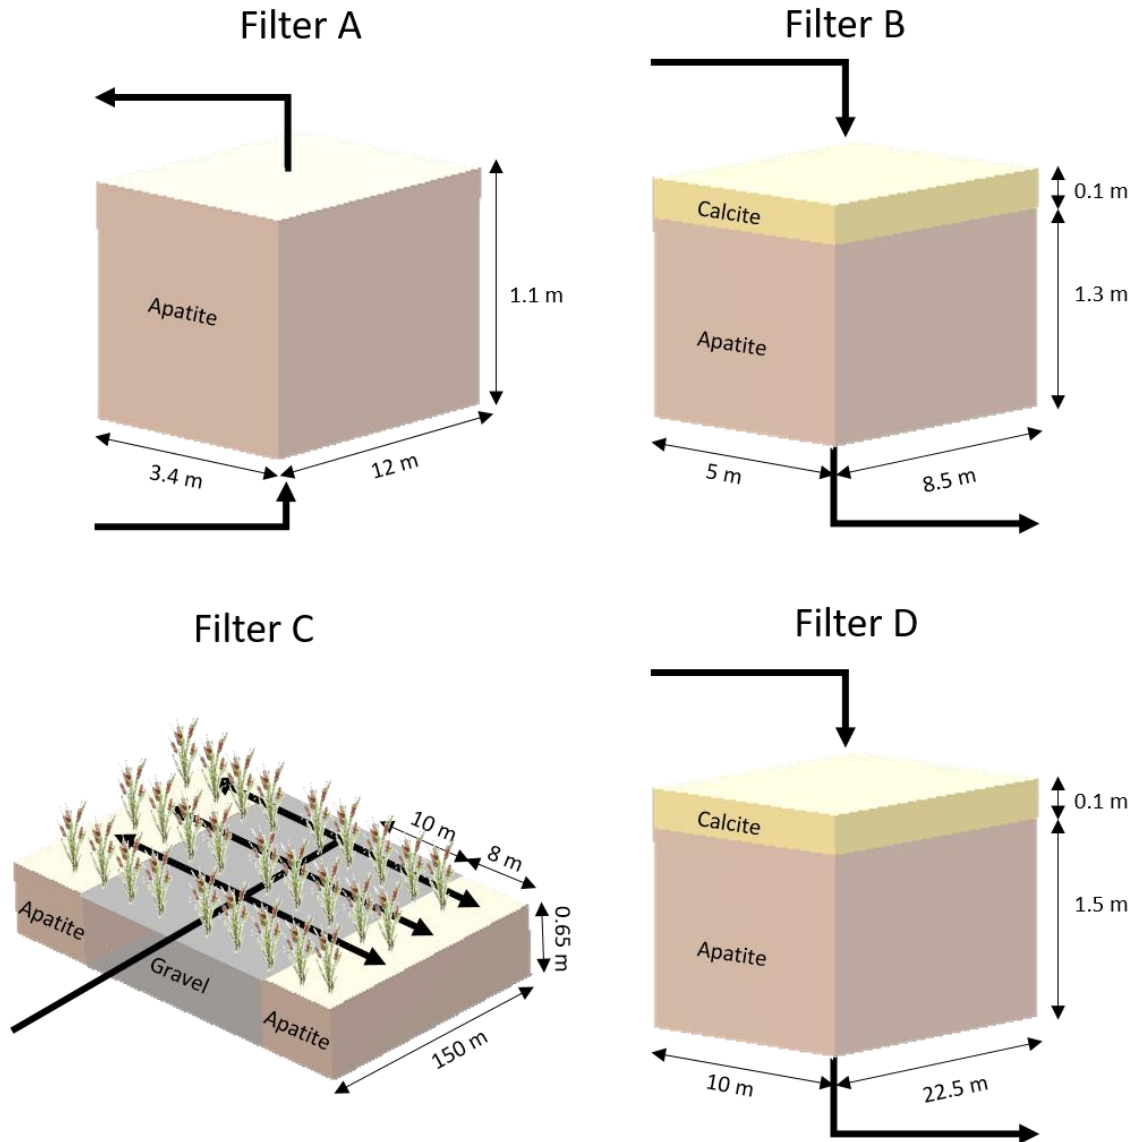 Filter A
Apatite
1.1 m
3.4 m
12 m
Filter B
Calcite
0.1 m
Apatite
1.3 m
5 m
8.5 m
Filter C
10 m
8 m
Apatite
Gravel
Apatite
0.65 m
150 m
Filter D
Calcite
0.1 m
Apatite
1.5 m
10 m
22.5 m